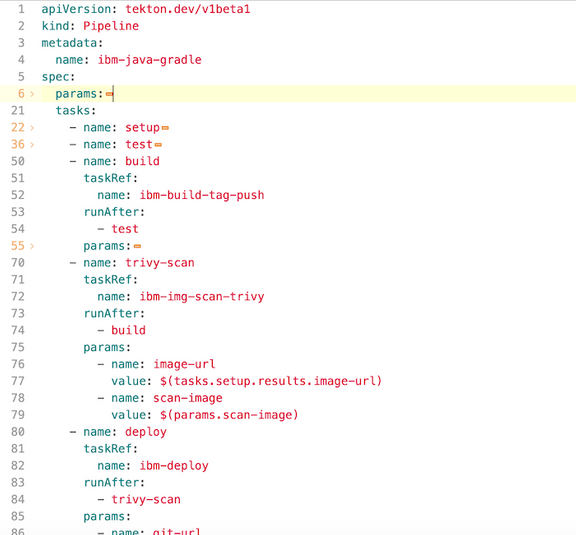 1 apiVersion: tekton.dev/v1beta1
2 kind: Pipeline
3 metadata:
4   name: ibm-java-gradle
5 spec:
6   params:
21   tasks:
22     - name: setup
36     - name: test
50     - name: build
51       taskRef:
52         name: ibm-build-tag-push
53       runAfter:
54         - test
55       params:
70     - name: trivy-scan
71       taskRef:
72         name: ibm-img-scan-trivy
73       runAfter:
74         - build
75       params:
76         - name: image-url
77           value: $(tasks.setup.results.image-url)
78         - name: scan-image
79           value: $(params.scan-image)
80     - name: deploy
81       taskRef:
82         name: ibm-deploy
83       runAfter:
84         - trivy-scan
85       params:
86         - name: git-url